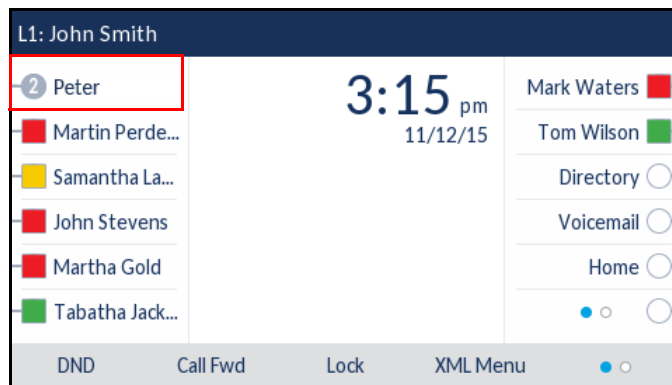 L1: John Smith
2 Peter
Martin Perde...
Samantha La...
John Stevens
Martha Gold
Tabatha Jack...
3:15 pm
11/12/15
Mark Waters
Tom Wilson
Directory
Voicemail
Home
DND Call Fwd Lock XML Menu